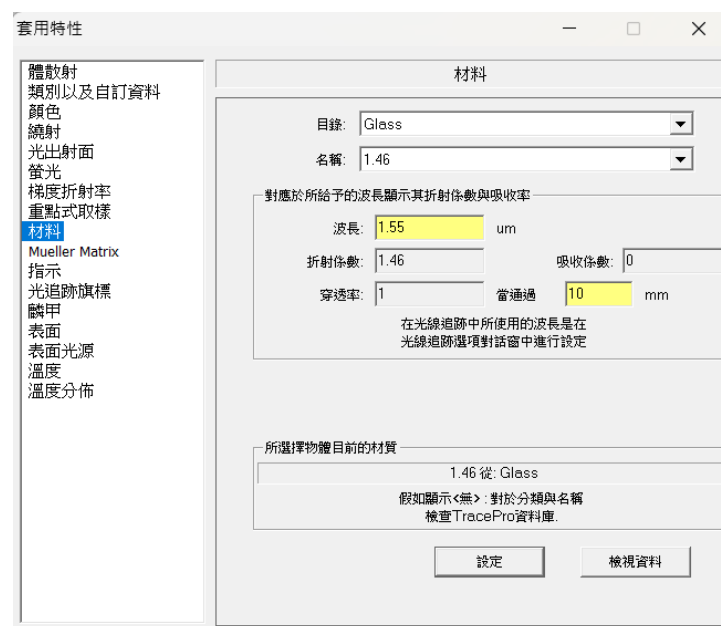 套用特性
體散射
類別以及自訂資料
顏色
繞射
光出射面
螢光
梯度折射率
重點式取樣
材料
Mueller Matrix
指示
光追跡旗標
麟甲
表面
表面光源
溫度
溫度分佈
材料
目錄: Glass
名稱: 1.46
對應於所給予的波長顯示其折射係數與吸收率
波長: 1.55 um
折射係數: 1.46 吸收係數: 0
穿透率: 1 當通過 10 mm
在光線追跡中所使用的波長是在
光線追跡選項對話窗中進行設定
所選擇物體目前的材質
1.46 從: Glass
假如顯示<無> : 對於分類與名稱
檢查TracePro資料庫.
設定 檢視資料